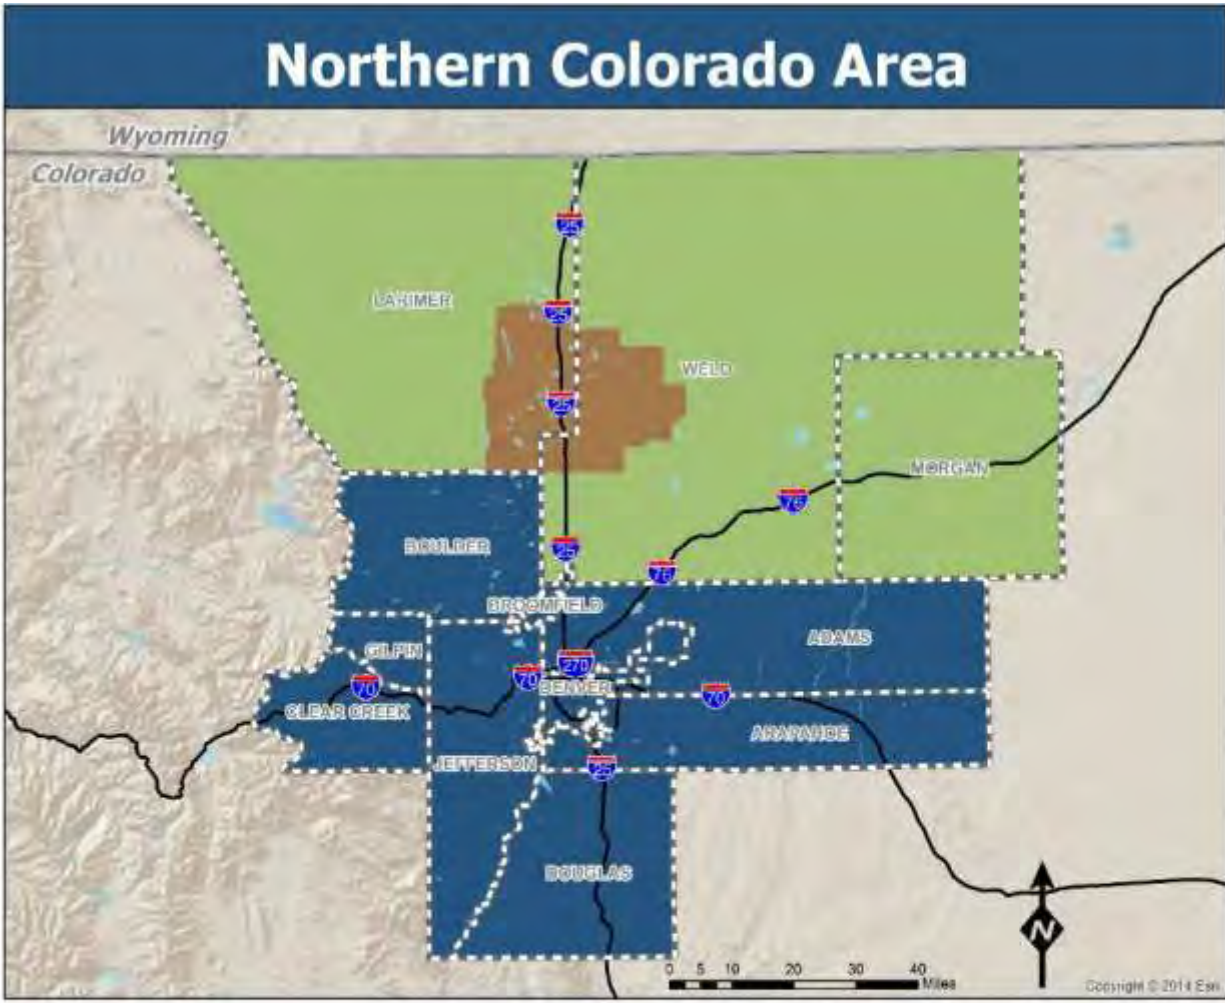 Northern Colorado Area
Wyoming
Colorado
25
LARIMER
25
WELD
25
MORGAN
76
BOULDER
25
76
BROOMFIELD
ADAMS
GILPIN
270
70
70
DENVER
70
CLEAR CREEK
ARAPAHOE
JEFFERSON
25
DOUGLAS
N
0 5 10 20 30 40
Miles
Copyright © 2014 Esri